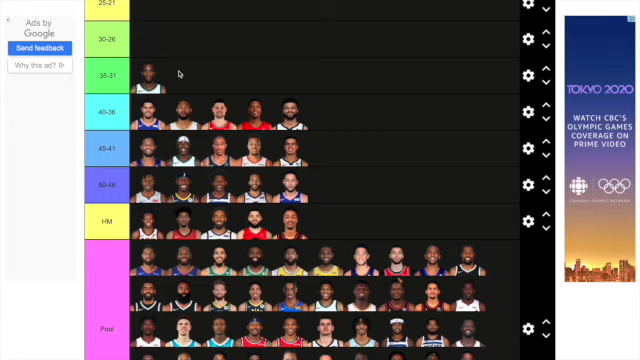 Ads by
Google
Send feedback
Why this ad?
25-21
30-26
35-31
40-36
45-41
50-46
HM
Pool
TOKYO 2020
WATCH CBC'S
OLYMPIC GAMES
COVERAGE ON
PRIME VIDEO